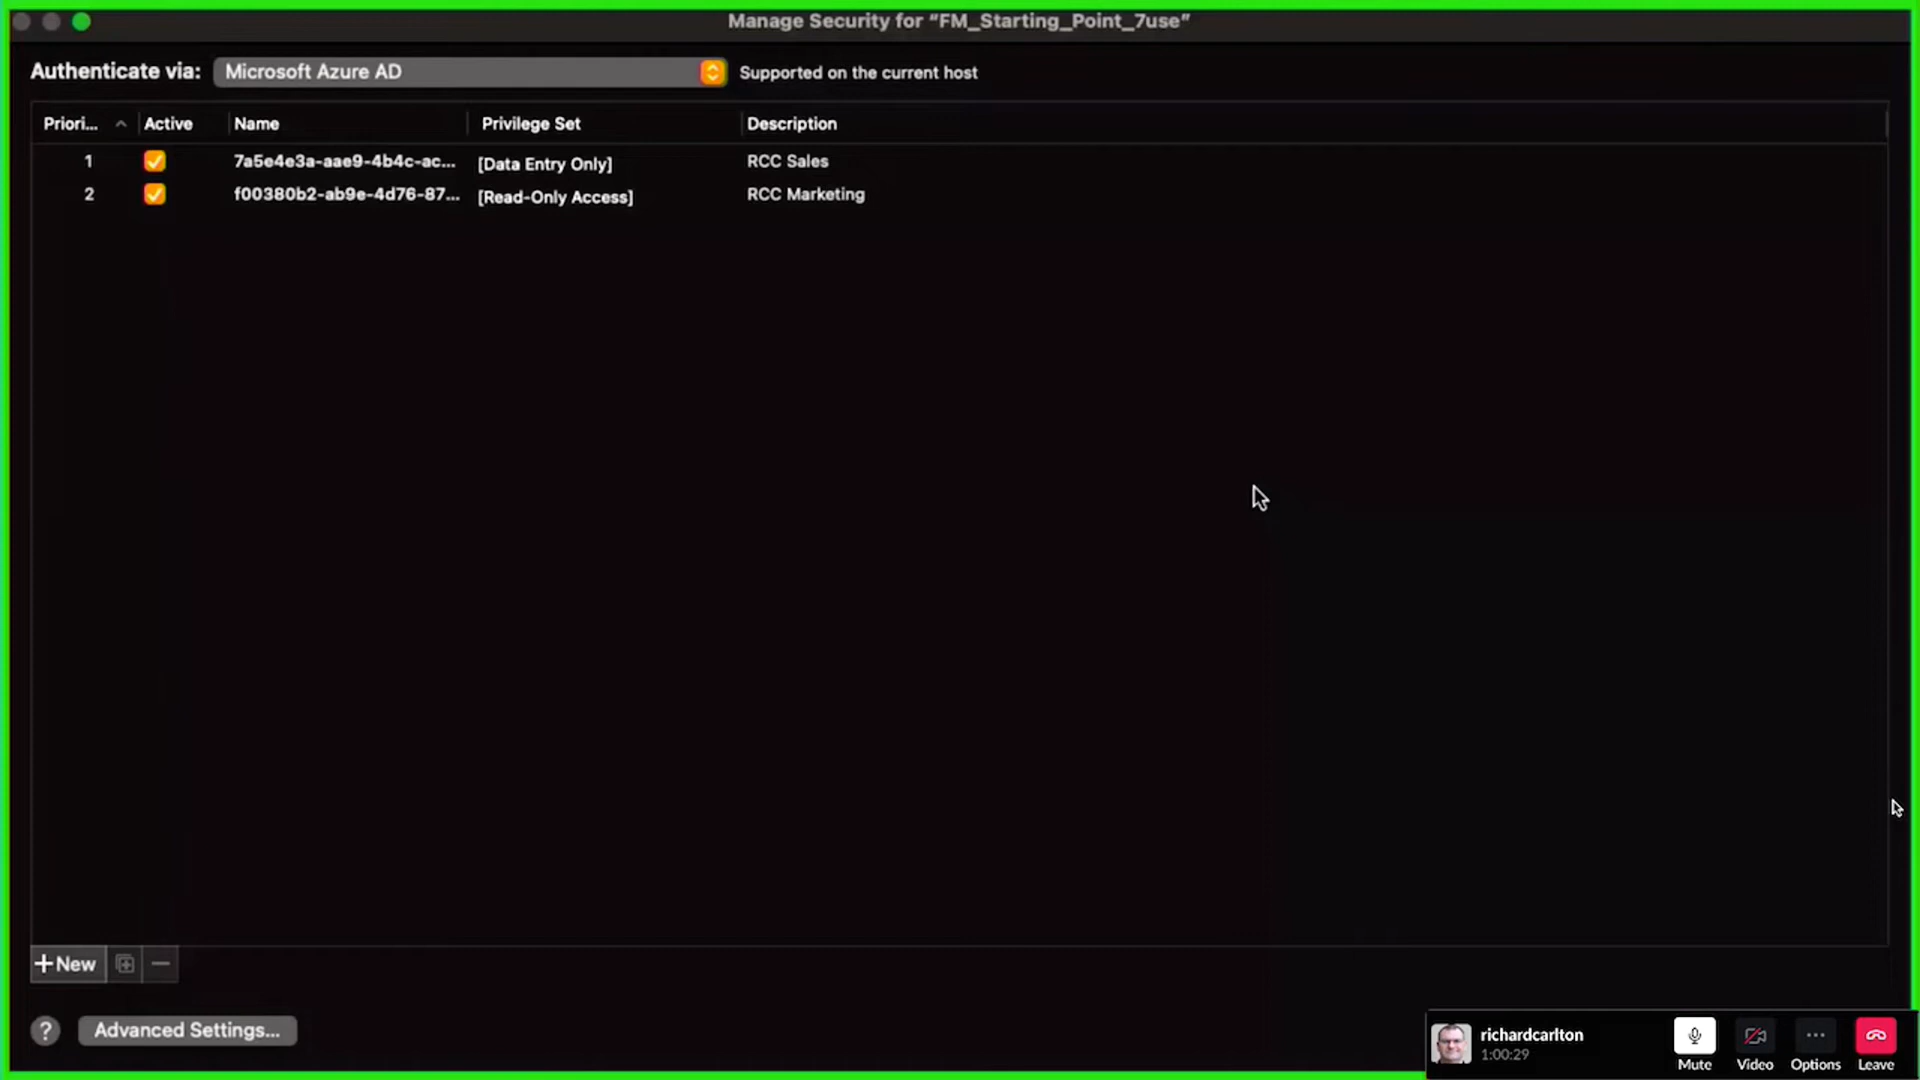 Manage Security for “FM_Starting_Point_7use”
Authenticate via: Microsoft Azure AD Supported on the current host
Priori... Active Name Privilege Set Description
1 7a5e4e3a-aae9-4b4c-ac... [Data Entry Only] RCC Sales
2 f00380b2-ab9e-4d76-87... [Read-Only Access] RCC Marketing
+New
? Advanced Settings...
richardcarlton
1:00:29
Mute Video Options Leave